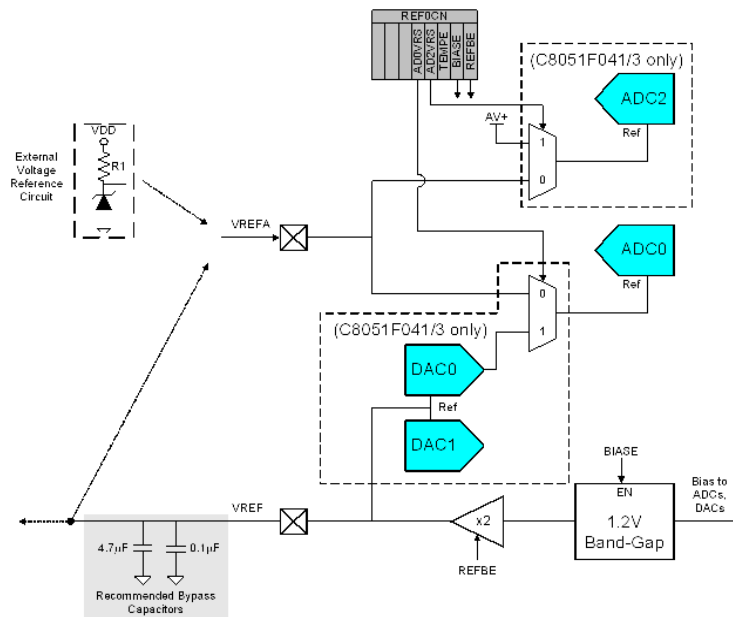 REF0CN
AD0VRS
AD2VRS
TEMPE
BIASE
REFBE
(C8051F041/3 only)
ADC2
Ref
AV+
1
0
VDD
R1
External
Voltage
Reference
Circuit
VREFA
ADC0
Ref
0
1
(C8051F041/3 only)
DAC0
Ref
DAC1
BIASE
EN
1.2V
Band-Gap
Bias to
ADCs,
DACs
x2
REFBE
VREF
4.7µF
0.1µF
Recommended Bypass
Capacitors